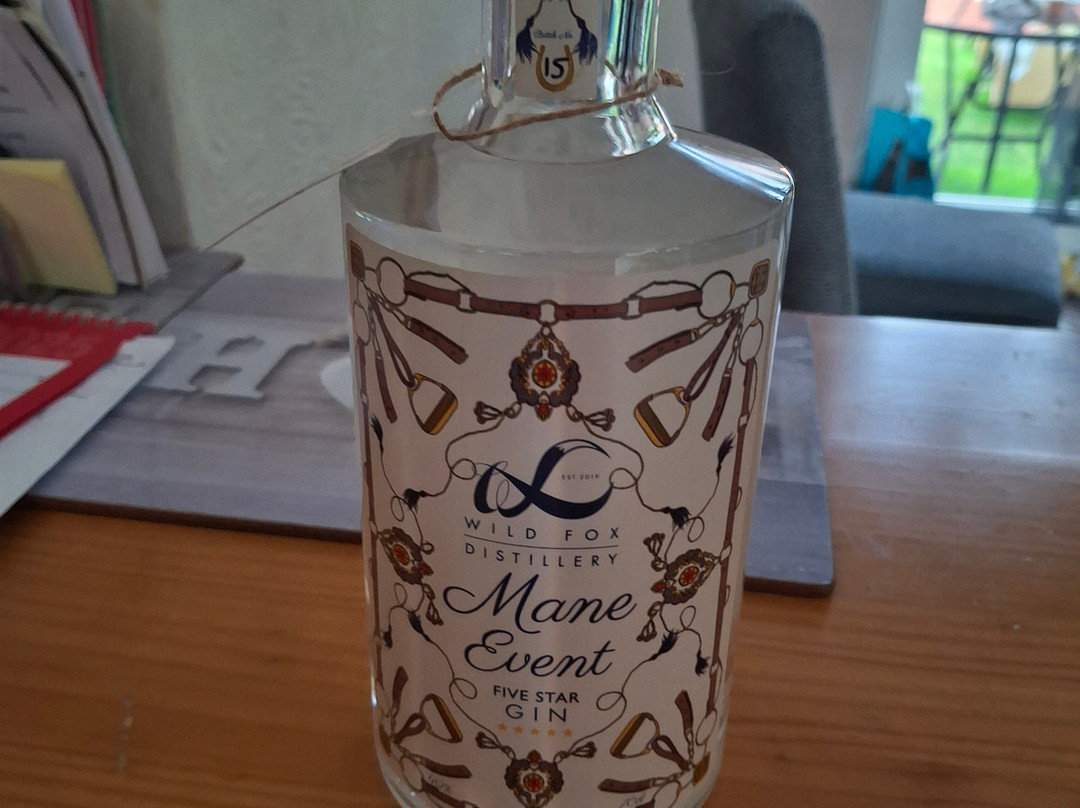 Batch No
15
EST 2019
WILD FOX
DISTILLERY
Mane
Event
FIVE STAR
GIN
H